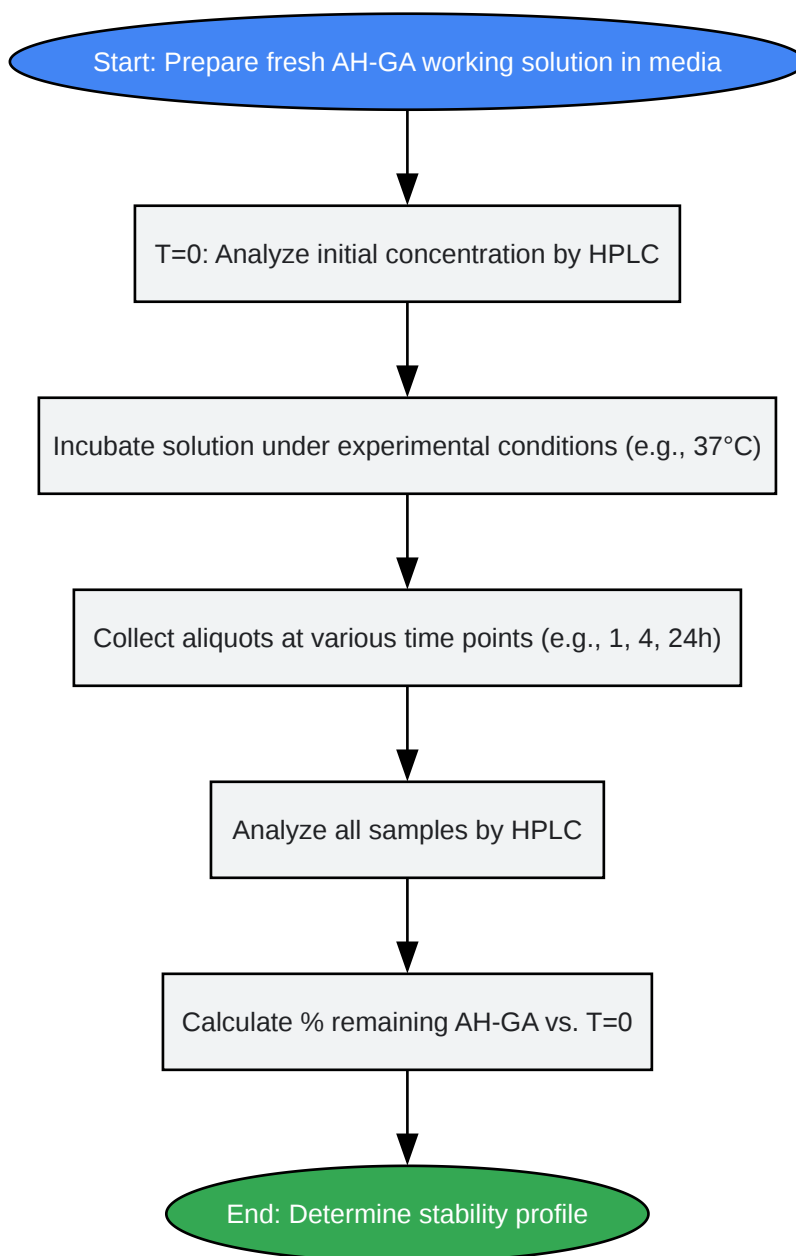 Start: Prepare fresh AH-GA working solution in media
T=0: Analyze initial concentration by HPLC
Incubate solution under experimental conditions (e.g., 37°C)
Collect aliquots at various time points (e.g., 1, 4, 24h)
Analyze all samples by HPLC
Calculate % remaining AH-GA vs. T=0
End: Determine stability profile